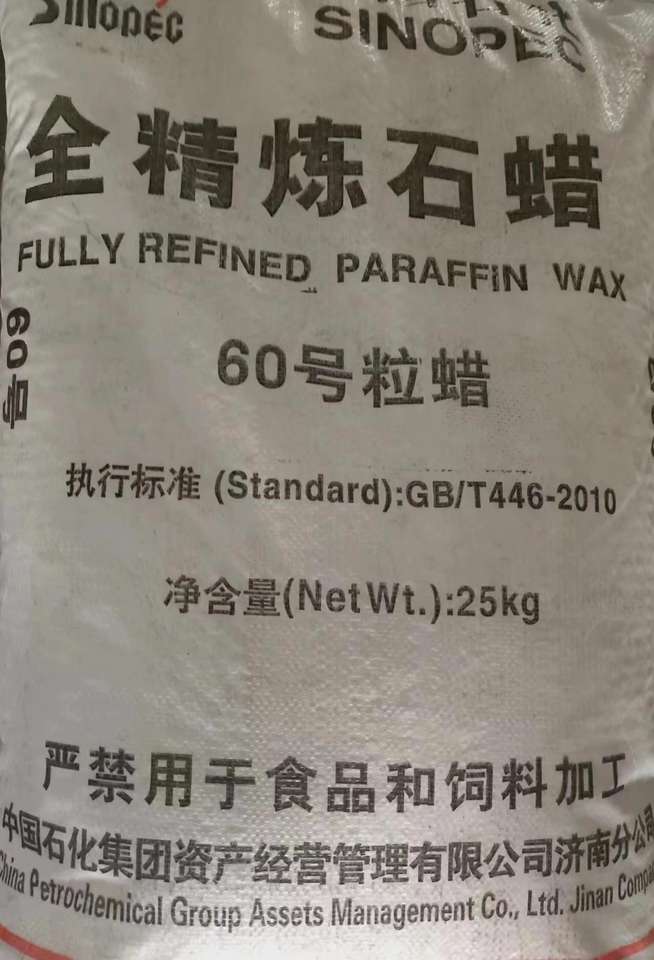 Sinopec
SINOPEC
全精炼石蜡
FULLY REFINED PARAFFIN WAX
60号
60号粒蜡
执行标准 (Standard):GB/T446-2010
净含量(Net Wt.):25kg
严禁用于食品和饲料加工
中国石化集团资产经营管理有限公司济南分公司
China Petrochemical Group Assets Management Co., Ltd. Jinan Compa